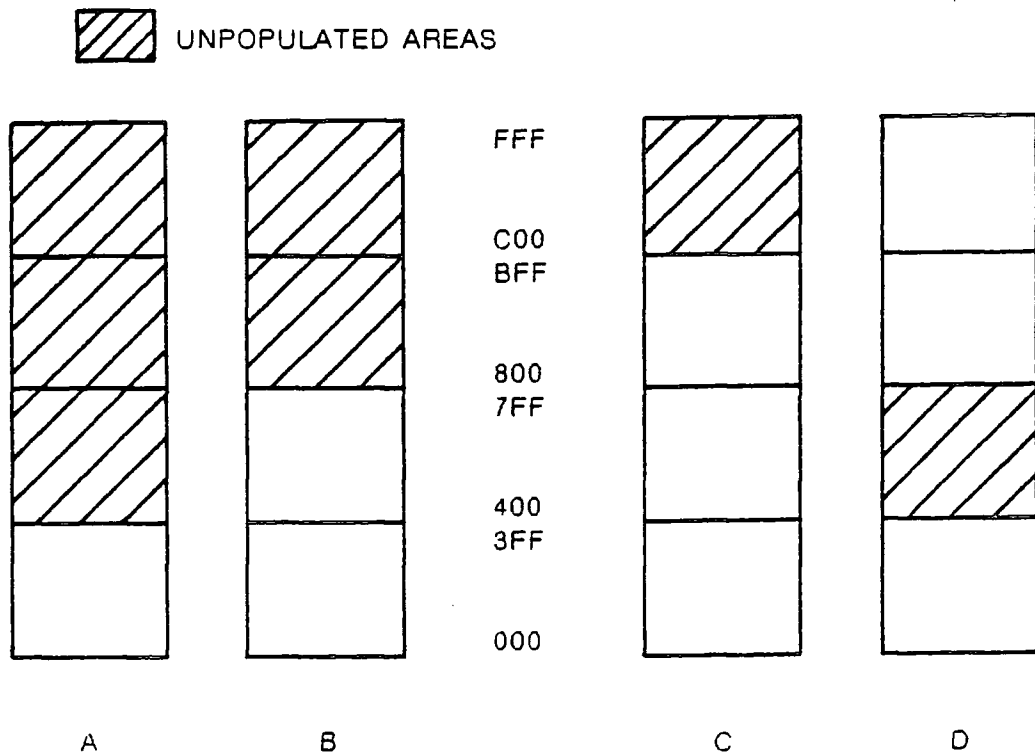 UNPOPULATED AREAS
FFF
C00
BFF
800
7FF
400
3FF
000
A B C D